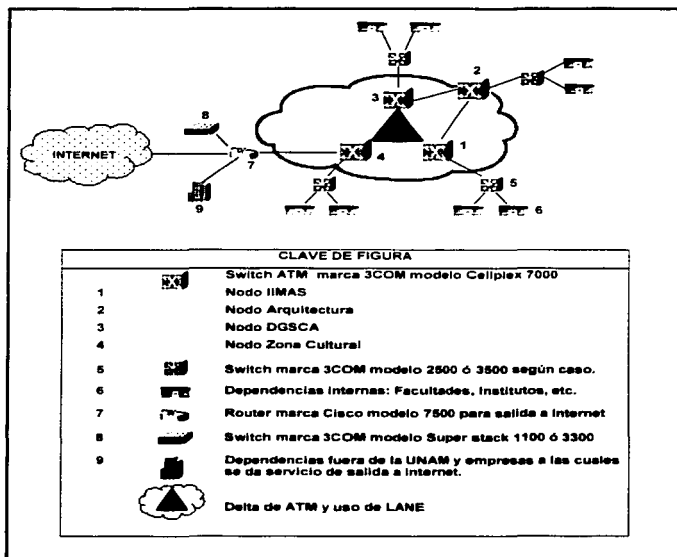 2
3
8
1
INTERNET
7
4
5
9
6
CLAVE DE FIGURA
Switch ATM marca 3COM modelo Cellplex 7000
1 Nodo IIMAS
2 Nodo Arquitectura
3 Nodo DGSCA
4 Nodo Zona Cultural
5 Switch marca 3COM modelo 2500 ó 3500 según caso.
6 Dependencias internas: Facultades, Institutos, etc.
7 Router marca Cisco modelo 7500 para salida a Internet
8 Switch marca 3COM modelo Super stack 1100 ó 3300
9 Dependencias fuera de la UNAM y empresas a las cuales
se da servicio de salida a Internet.
Delta de ATM y uso de LANE